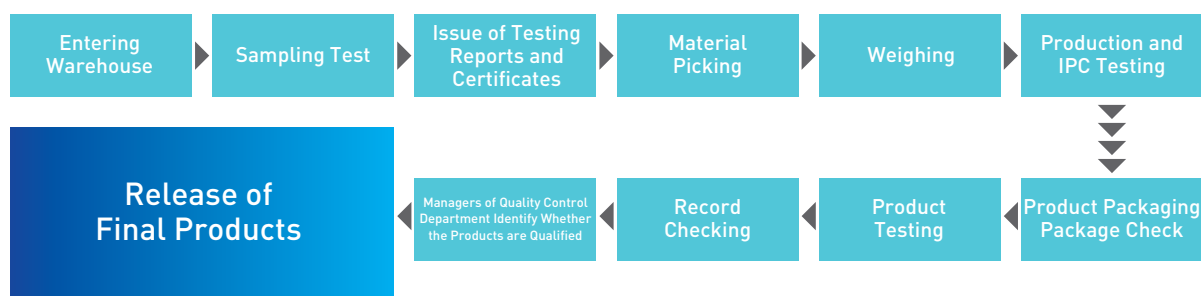 Entering
Warehouse
Sampling Test
Issue of Testing
Reports and
Certificates
Material
Picking
Weighing
Production and
IPC Testing
Product Packaging
Package Check
Product
Testing
Record
Checking
Managers of Quality Control
Department Identify Whether
the Products are Qualified
Release of
Final Products